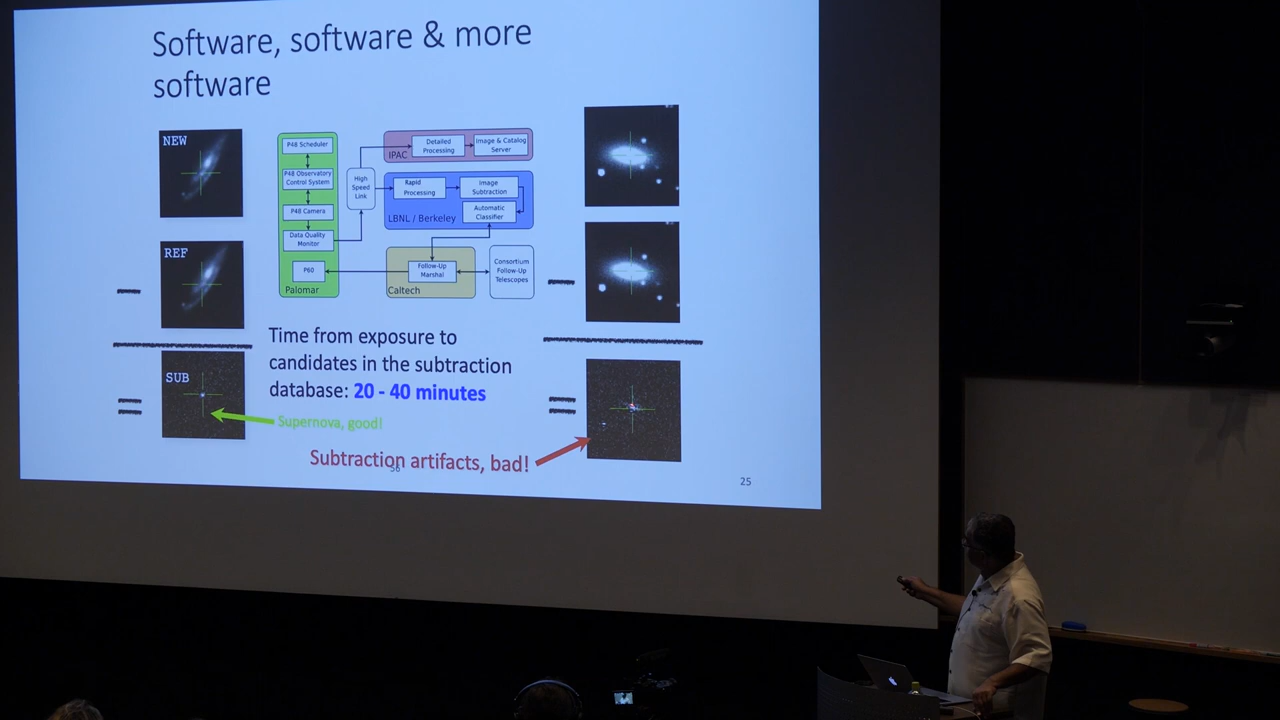 Software, software & more
software
NEW
REF
SUB
P48 Scheduler
P48 Observatory
Control System
P48 Camera
Data Quality
Monitor
P60
Palomar
High
Speed
Link
IPAC
Detailed
Processing
Image & Catalog
Server
Rapid
Processing
Image
Subtraction
Automatic
Classifier
LBNL / Berkeley
Follow-Up
Marshal
Caltech
Consortium
Follow-Up
Telescopes
Time from exposure to
candidates in the subtraction
database: 20 - 40 minutes
Supernova, good!
Subtraction artifacts, bad!
56
25